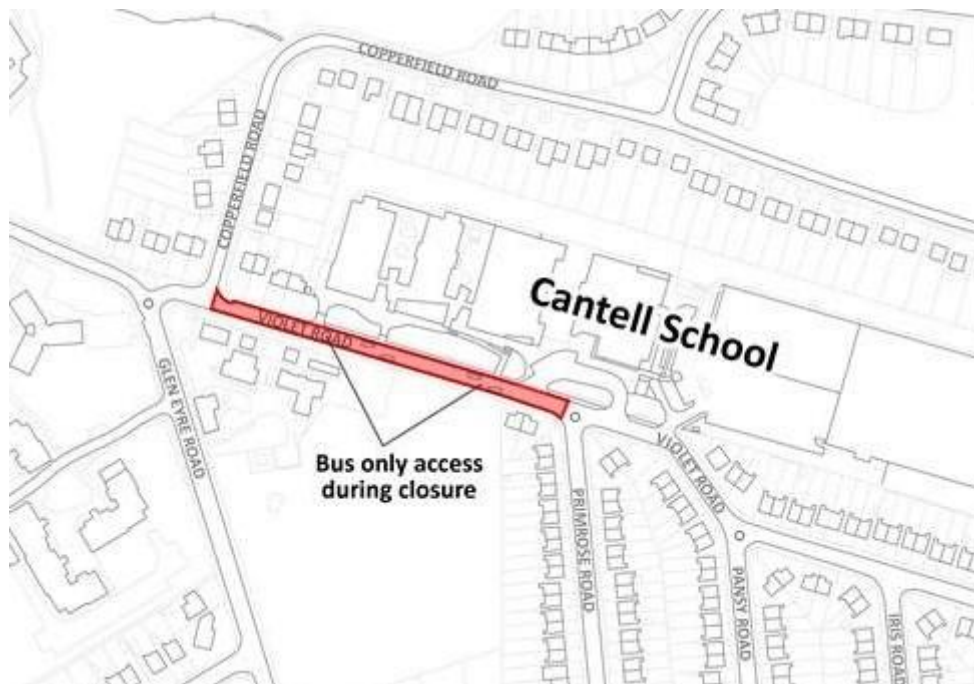 COPPERFIELD ROAD
COPPERFIELD ROAD
Cantell School
VIOLET ROAD
GLEN EYRE ROAD
Bus only access
during closure
VIOLET ROAD
PRIMROSE ROAD
PANSY ROAD
IRIS ROAD